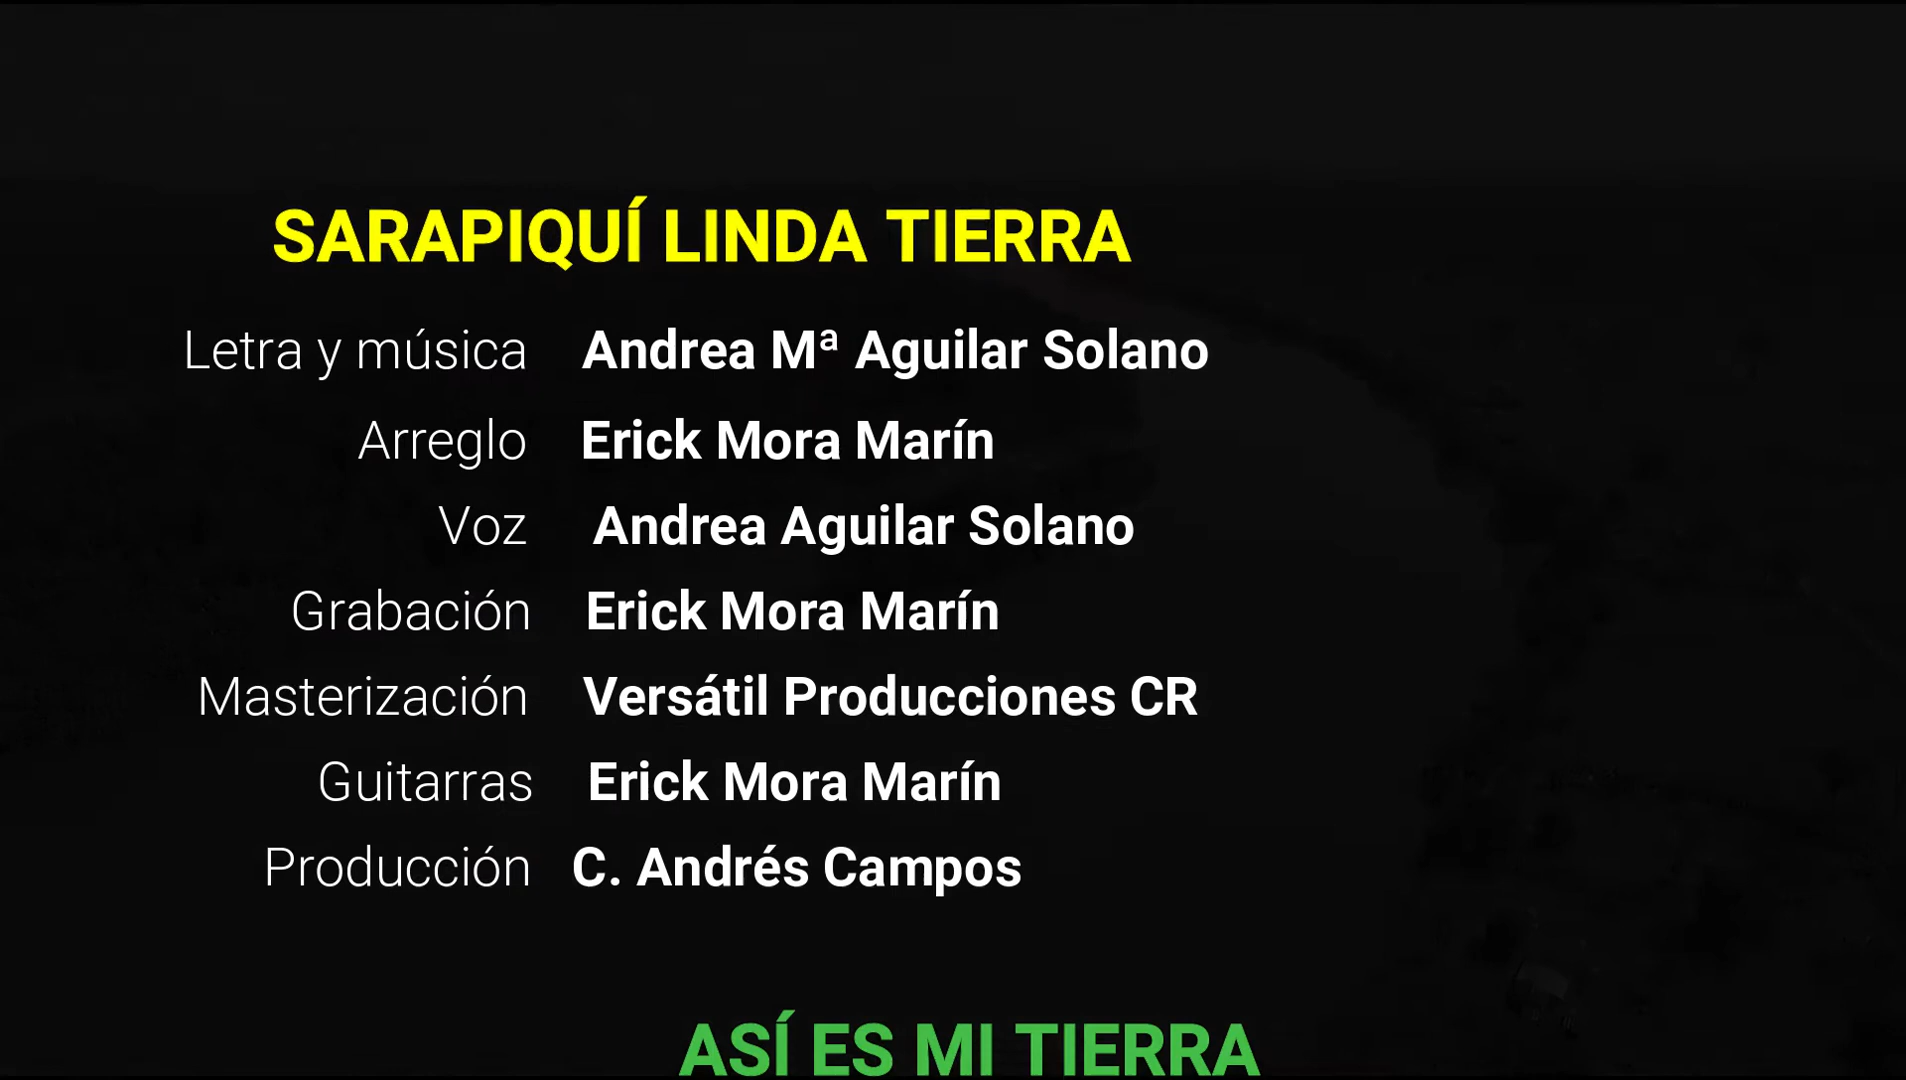 SARAPIQUÍ LINDA TIERRA
Letra y música Andrea Mª Aguilar Solano
Arreglo Erick Mora Marín
Voz Andrea Aguilar Solano
Grabación Erick Mora Marín
Masterización Versátil Producciones CR
Guitarras Erick Mora Marín
Producción C. Andrés Campos
ASÍ ES MI TIERRA